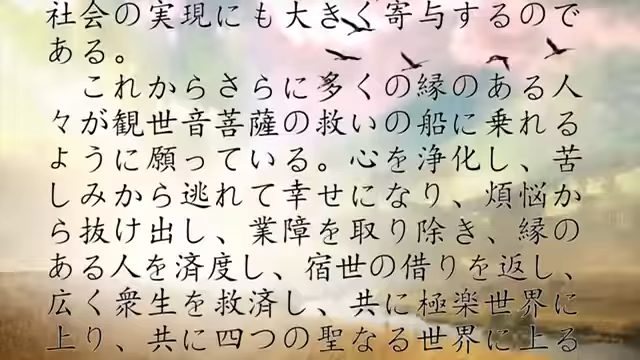 社会の実現にも大きく寄与するので
ある。
　これからさらに多くの縁のある人
々が観世音菩薩の救いの船に乗れる
ように願っている。心を浄化し、苦
しみから逃れて幸せになり、煩悩か
ら抜け出し、業障を取り除き、縁の
ある人を済度し、宿世の借りを返し、
広く衆生を救済し、共に極楽世界に
上り、共に四つの聖なる世界に上る